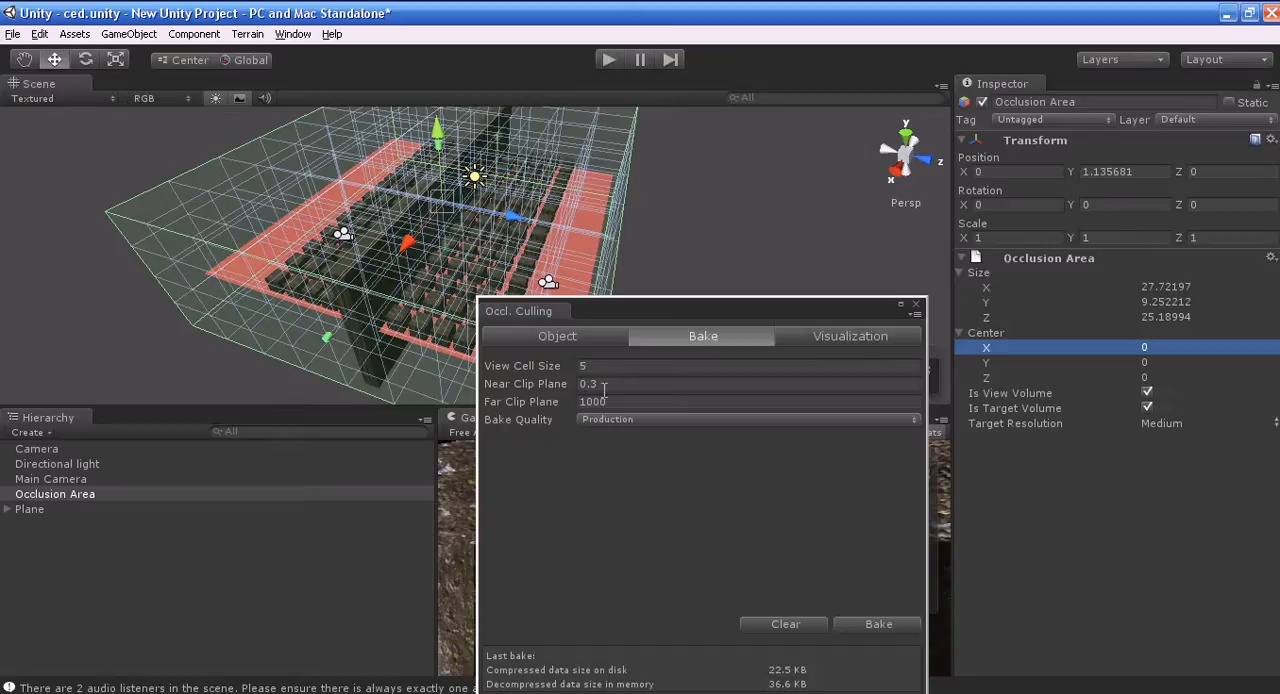 Unity - ced.unity - New Unity Project - PC and Mac Standalone*
File Edit Assets GameObject Component Terrain Window Help
Center Global Layers Layout
Scene
Textured RGB All
y
z
x
Persp
Inspector
Occlusion Area Static
Tag Untagged Layer Default
Transform
Position
X 0 Y 1.135681 Z 0
Rotation
X 0 Y 0 Z 0
Scale
X 1 Y 1 Z 1
Occlusion Area
Size
X 27.72197
Y 9.252212
Z 25.18994
Center
X 0
Y 0
Z 0
Is View Volume
Is Target Volume
Target Resolution Medium
Occl. Culling
Object Bake Visualization
View Cell Size 5
Near Clip Plane 0.3
Far Clip Plane 1000
Bake Quality Production
Clear Bake
Last bake:
Compressed data size on disk 22.5 KB
Decompressed data size in memory 36.6 KB
Hierarchy
Create All
Camera
Directional light
Main Camera
Occlusion Area
Plane
There are 2 audio listeners in the scene. Please ensure there is always exactly one a